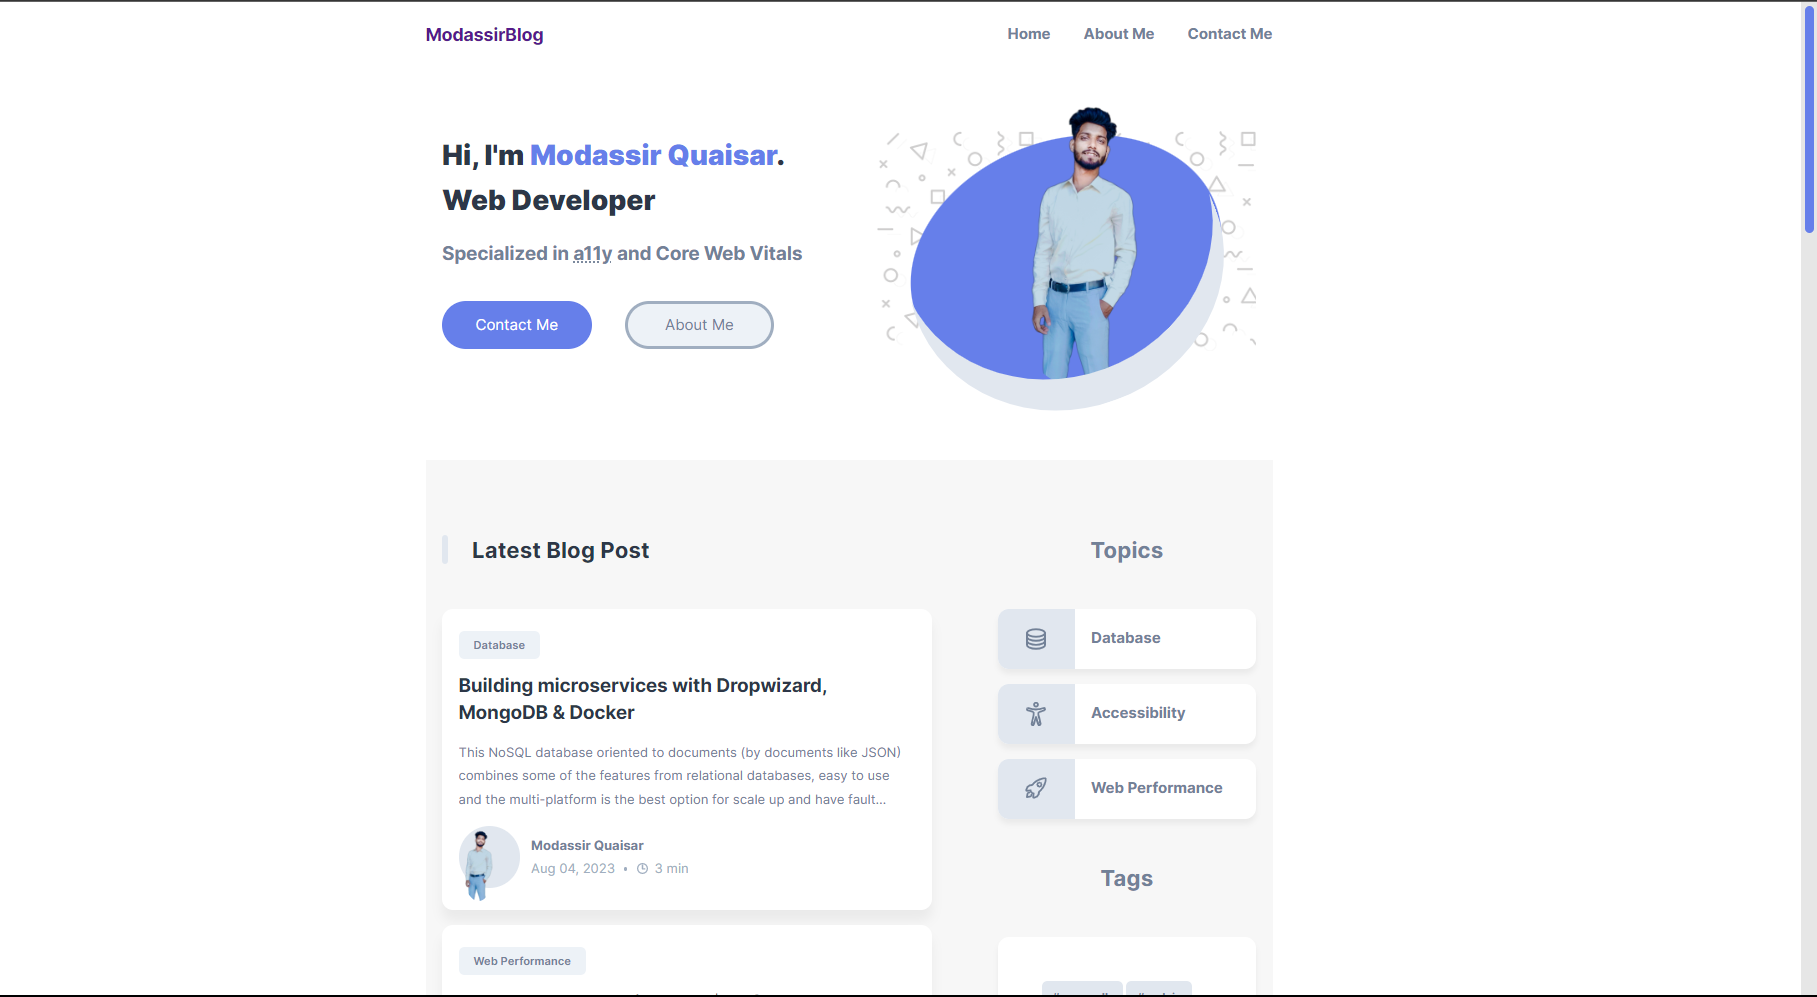 ModassirBlog
Home
About Me
Contact Me
Hi, I'm Modassir Quaisar.
Web Developer
Specialized in a11y and Core Web Vitals
Contact Me
About Me
Latest Blog Post
Database
Building microservices with Dropwizard,
MongoDB & Docker
This NoSQL database oriented to documents (by documents like JSON)
combines some of the features from relational databases, easy to use
and the multi-platform is the best option for scale up and have fault...
Modassir Quaisar
Aug 04, 2023 • 3 min
Web Performance
Topics
Database
Accessibility
Web Performance
Tags